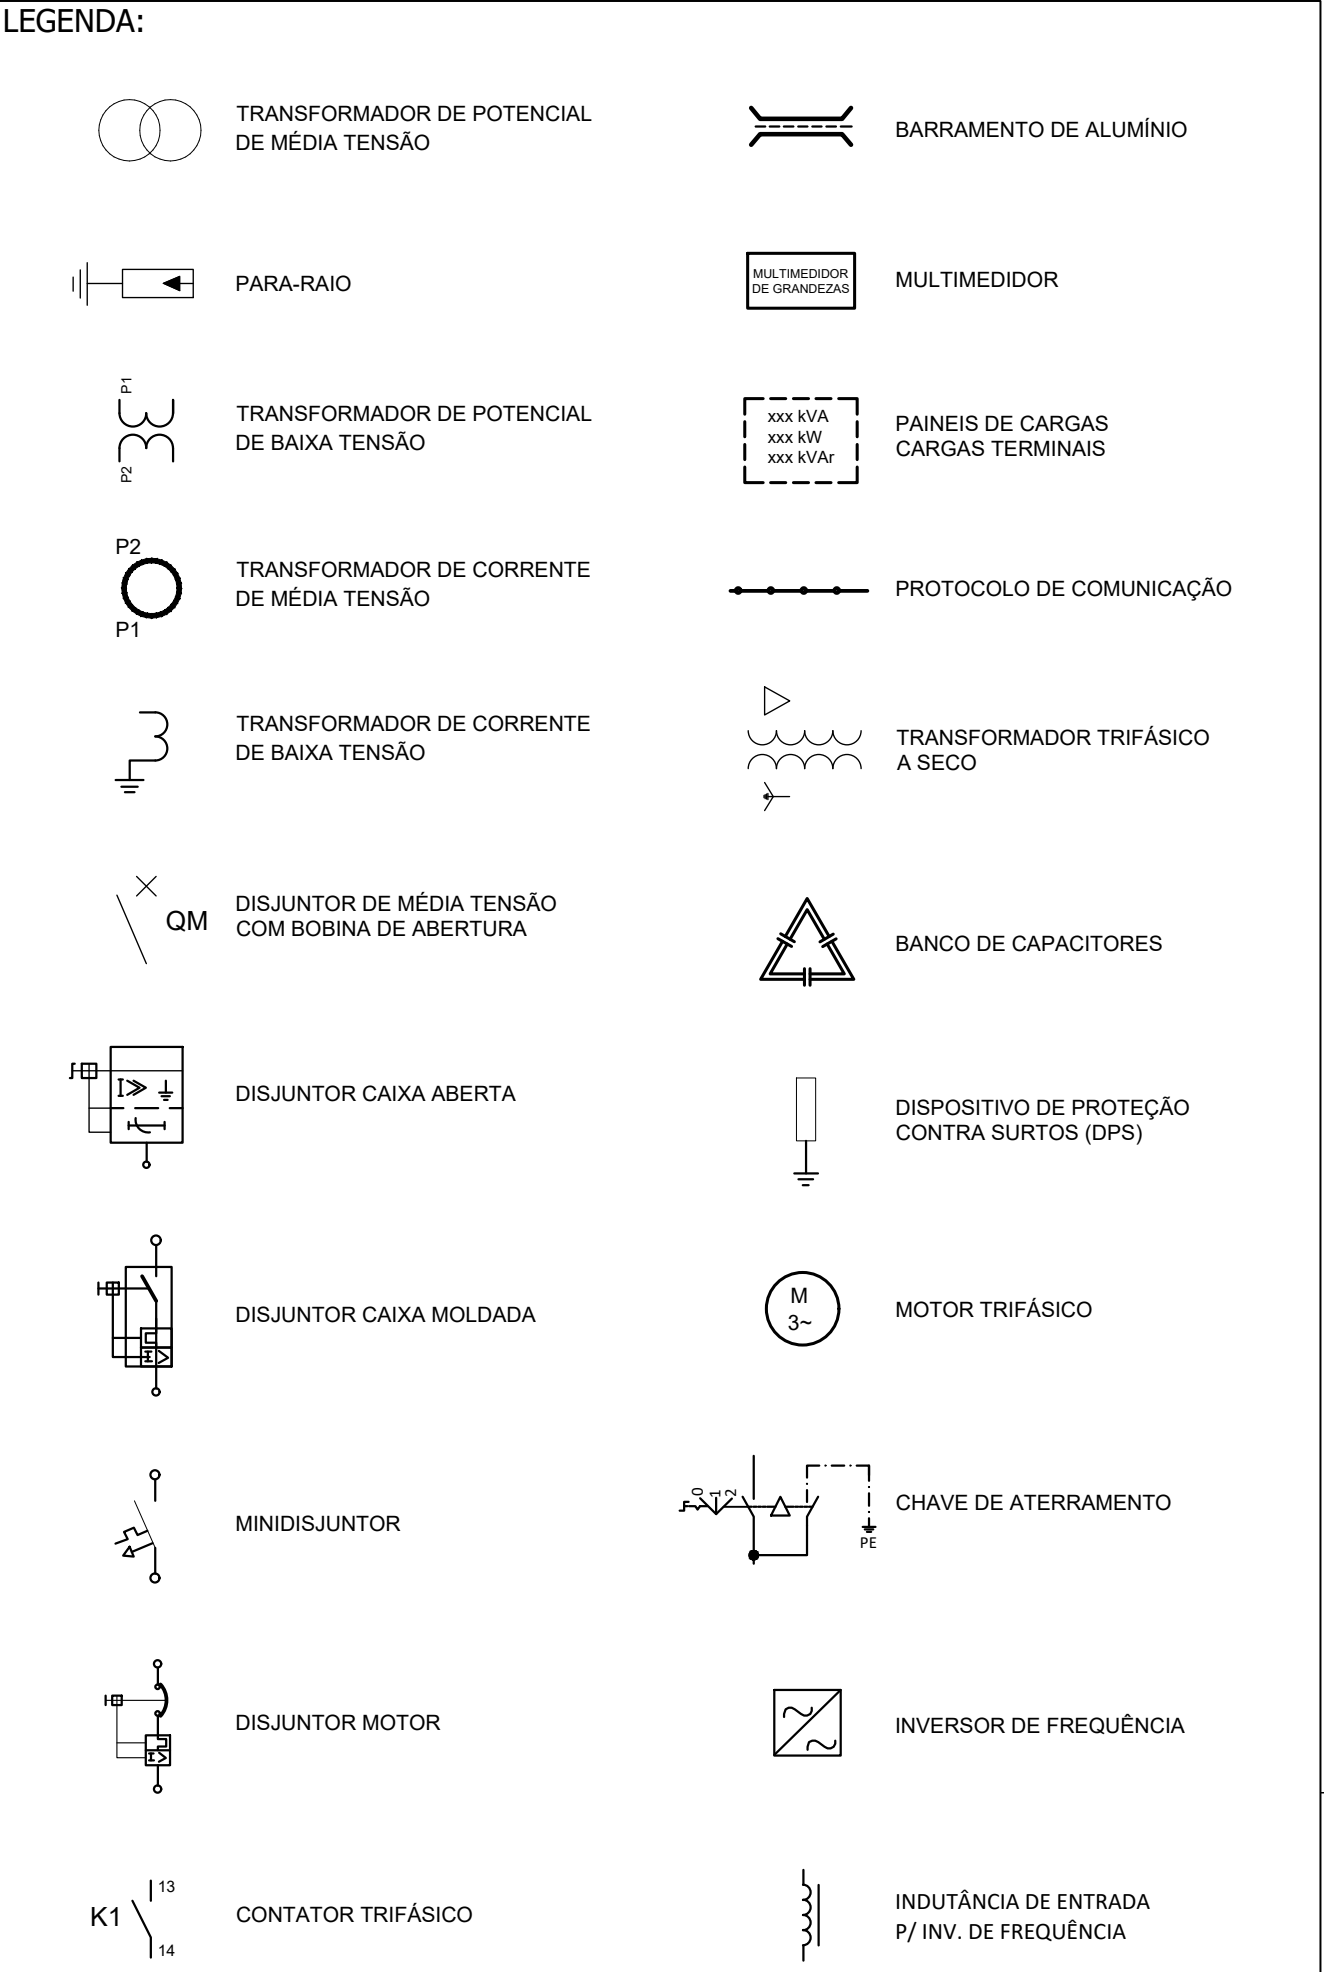 LEGENDA:
TRANSFORMADOR DE POTENCIAL
DE MÉDIA TENSÃO
PARA-RAIO
P1
P2
TRANSFORMADOR DE POTENCIAL
DE BAIXA TENSÃO
P2
P1
TRANSFORMADOR DE CORRENTE
DE MÉDIA TENSÃO
TRANSFORMADOR DE CORRENTE
DE BAIXA TENSÃO
QM
DISJUNTOR DE MÉDIA TENSÃO
COM BOBINA DE ABERTURA
I
DISJUNTOR CAIXA ABERTA
I>
DISJUNTOR CAIXA MOLDADA
MINIDISJUNTOR
I>
DISJUNTOR MOTOR
K1
13
14
CONTATOR TRIFÁSICO
BARRAMENTO DE ALUMÍNIO
MULTIMEDIDOR
DE GRANDEZAS
MULTIMEDIDOR
xxx kVA
xxx kW
xxx kVAr
PAINEIS DE CARGAS
CARGAS TERMINAIS
PROTOCOLO DE COMUNICAÇÃO
TRANSFORMADOR TRIFÁSICO
A SECO
BANCO DE CAPACITORES
DISPOSITIVO DE PROTEÇÃO
CONTRA SURTOS (DPS)
M
3~
MOTOR TRIFÁSICO
0 1 2
PE
CHAVE DE ATERRAMENTO
INVERSOR DE FREQUÊNCIA
INDUTÂNCIA DE ENTRADA
P/ INV. DE FREQUÊNCIA